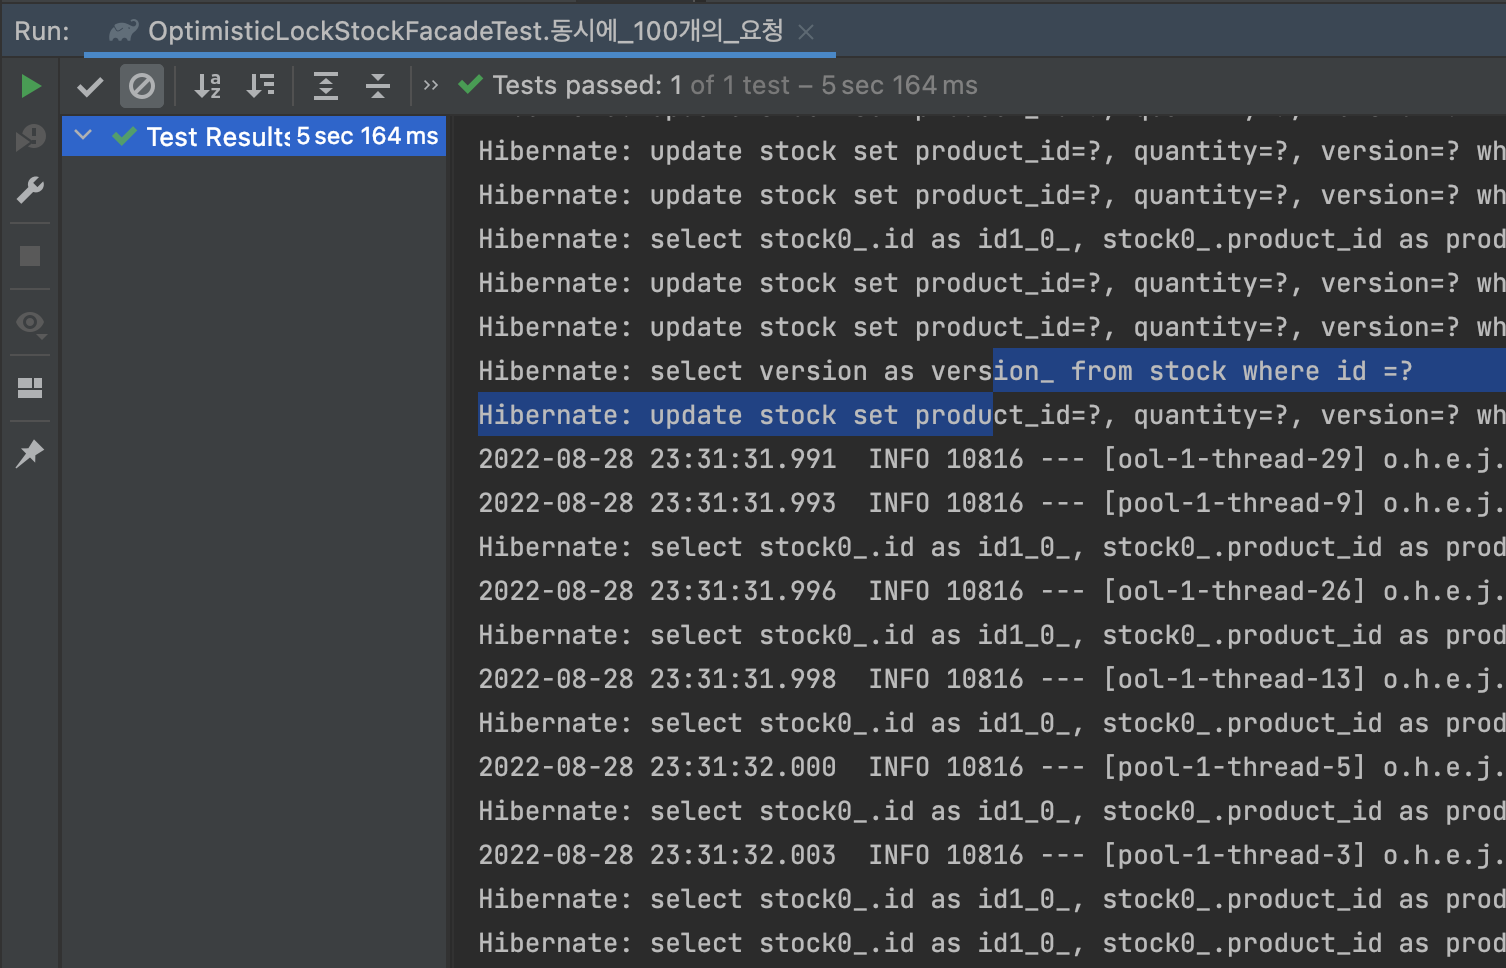 Run: OptimisticLockStockFacadeTest.동시에_100개의_요청
Tests passed: 1 of 1 test – 5 sec 164 ms
Test Results 5 sec 164 ms
Hibernate: update stock set product_id=?, quantity=?, version=? wh
Hibernate: update stock set product_id=?, quantity=?, version=? wh
Hibernate: select stock0_.id as id1_0_, stock0_.product_id as prod
Hibernate: update stock set product_id=?, quantity=?, version=? wh
Hibernate: update stock set product_id=?, quantity=?, version=? wh
Hibernate: select version as version_ from stock where id =?
Hibernate: update stock set product_id=?, quantity=?, version=? wh
2022-08-28 23:31:31.991  INFO 10816 --- [ool-1-thread-29] o.h.e.j.
2022-08-28 23:31:31.993  INFO 10816 --- [pool-1-thread-9] o.h.e.j.
Hibernate: select stock0_.id as id1_0_, stock0_.product_id as prod
2022-08-28 23:31:31.996  INFO 10816 --- [ool-1-thread-26] o.h.e.j.
Hibernate: select stock0_.id as id1_0_, stock0_.product_id as prod
2022-08-28 23:31:31.998  INFO 10816 --- [ool-1-thread-13] o.h.e.j.
Hibernate: select stock0_.id as id1_0_, stock0_.product_id as prod
2022-08-28 23:31:32.000  INFO 10816 --- [pool-1-thread-5] o.h.e.j.
Hibernate: select stock0_.id as id1_0_, stock0_.product_id as prod
2022-08-28 23:31:32.003  INFO 10816 --- [pool-1-thread-3] o.h.e.j.
Hibernate: select stock0_.id as id1_0_, stock0_.product_id as prod
Hibernate: select stock0_.id as id1_0_, stock0_.product_id as prod